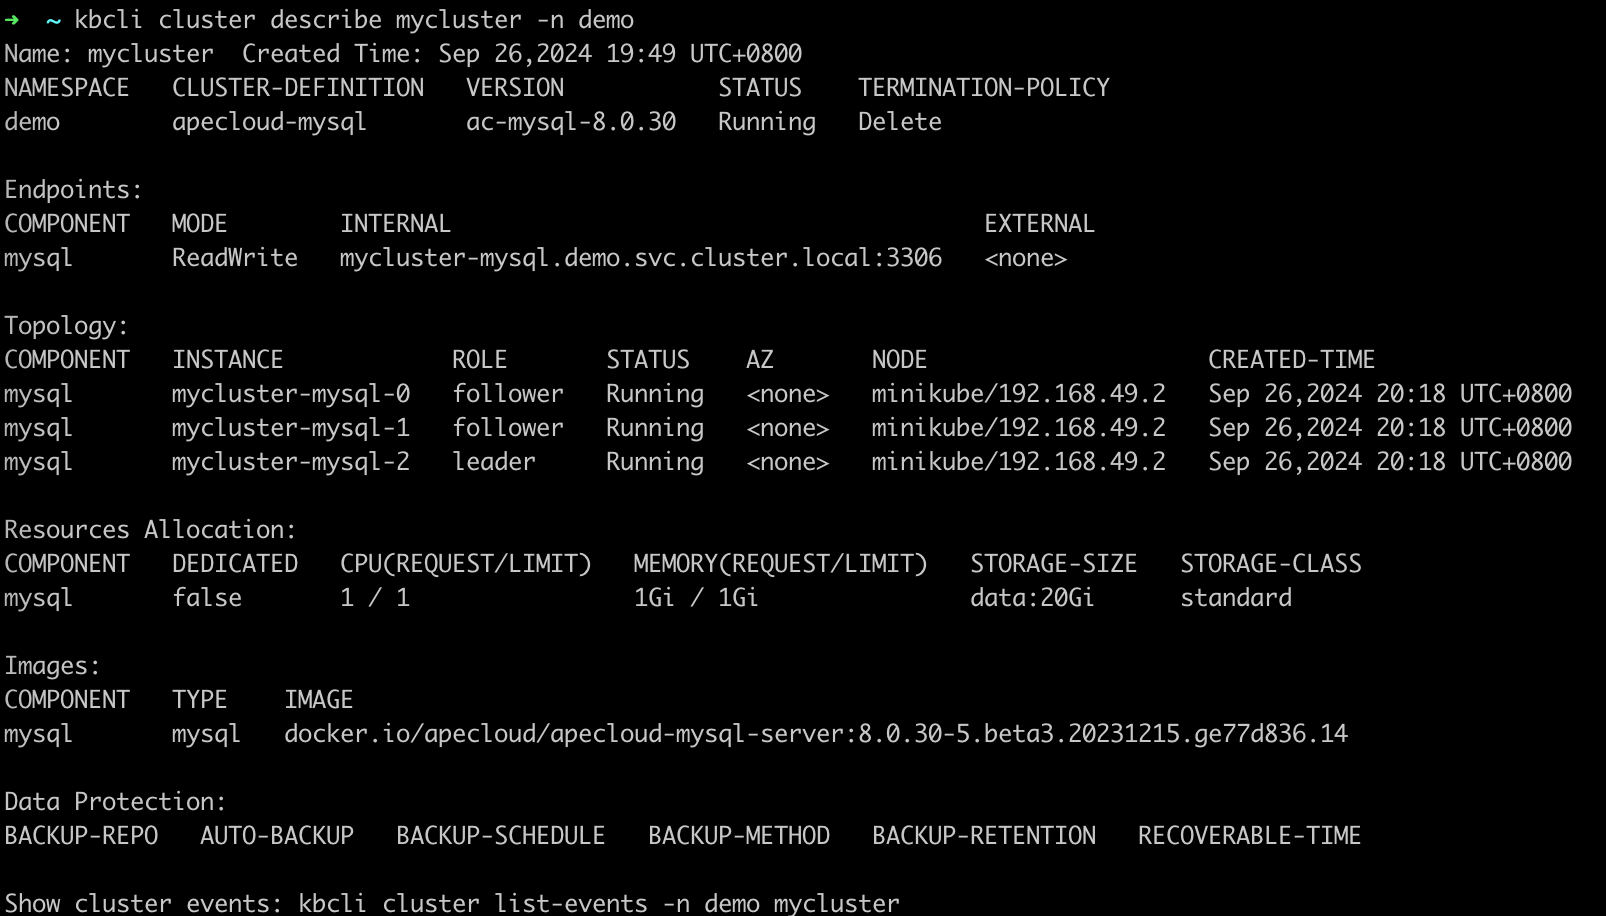 → ~ kbcli cluster describe mycluster -n demo
Name: mycluster  Created Time: Sep 26,2024 19:49 UTC+0800
NAMESPACE   CLUSTER-DEFINITION   VERSION           STATUS    TERMINATION-POLICY
demo        apecloud-mysql       ac-mysql-8.0.30   Running   Delete

Endpoints:
COMPONENT   MODE        INTERNAL                                       EXTERNAL
mysql       ReadWrite   mycluster-mysql.demo.svc.cluster.local:3306   <none>

Topology:
COMPONENT   INSTANCE            ROLE       STATUS    AZ       NODE                    CREATED-TIME
mysql       mycluster-mysql-0   follower   Running   <none>   minikube/192.168.49.2   Sep 26,2024 20:18 UTC+0800
mysql       mycluster-mysql-1   follower   Running   <none>   minikube/192.168.49.2   Sep 26,2024 20:18 UTC+0800
mysql       mycluster-mysql-2   leader     Running   <none>   minikube/192.168.49.2   Sep 26,2024 20:18 UTC+0800

Resources Allocation:
COMPONENT   DEDICATED   CPU(REQUEST/LIMIT)   MEMORY(REQUEST/LIMIT)   STORAGE-SIZE   STORAGE-CLASS
mysql       false       1 / 1                1Gi / 1Gi               data:20Gi      standard

Images:
COMPONENT   TYPE    IMAGE
mysql       mysql   docker.io/apecloud/apecloud-mysql-server:8.0.30-5.beta3.20231215.ge77d836.14

Data Protection:
BACKUP-REPO   AUTO-BACKUP   BACKUP-SCHEDULE   BACKUP-METHOD   BACKUP-RETENTION   RECOVERABLE-TIME

Show cluster events: kbcli cluster list-events -n demo mycluster